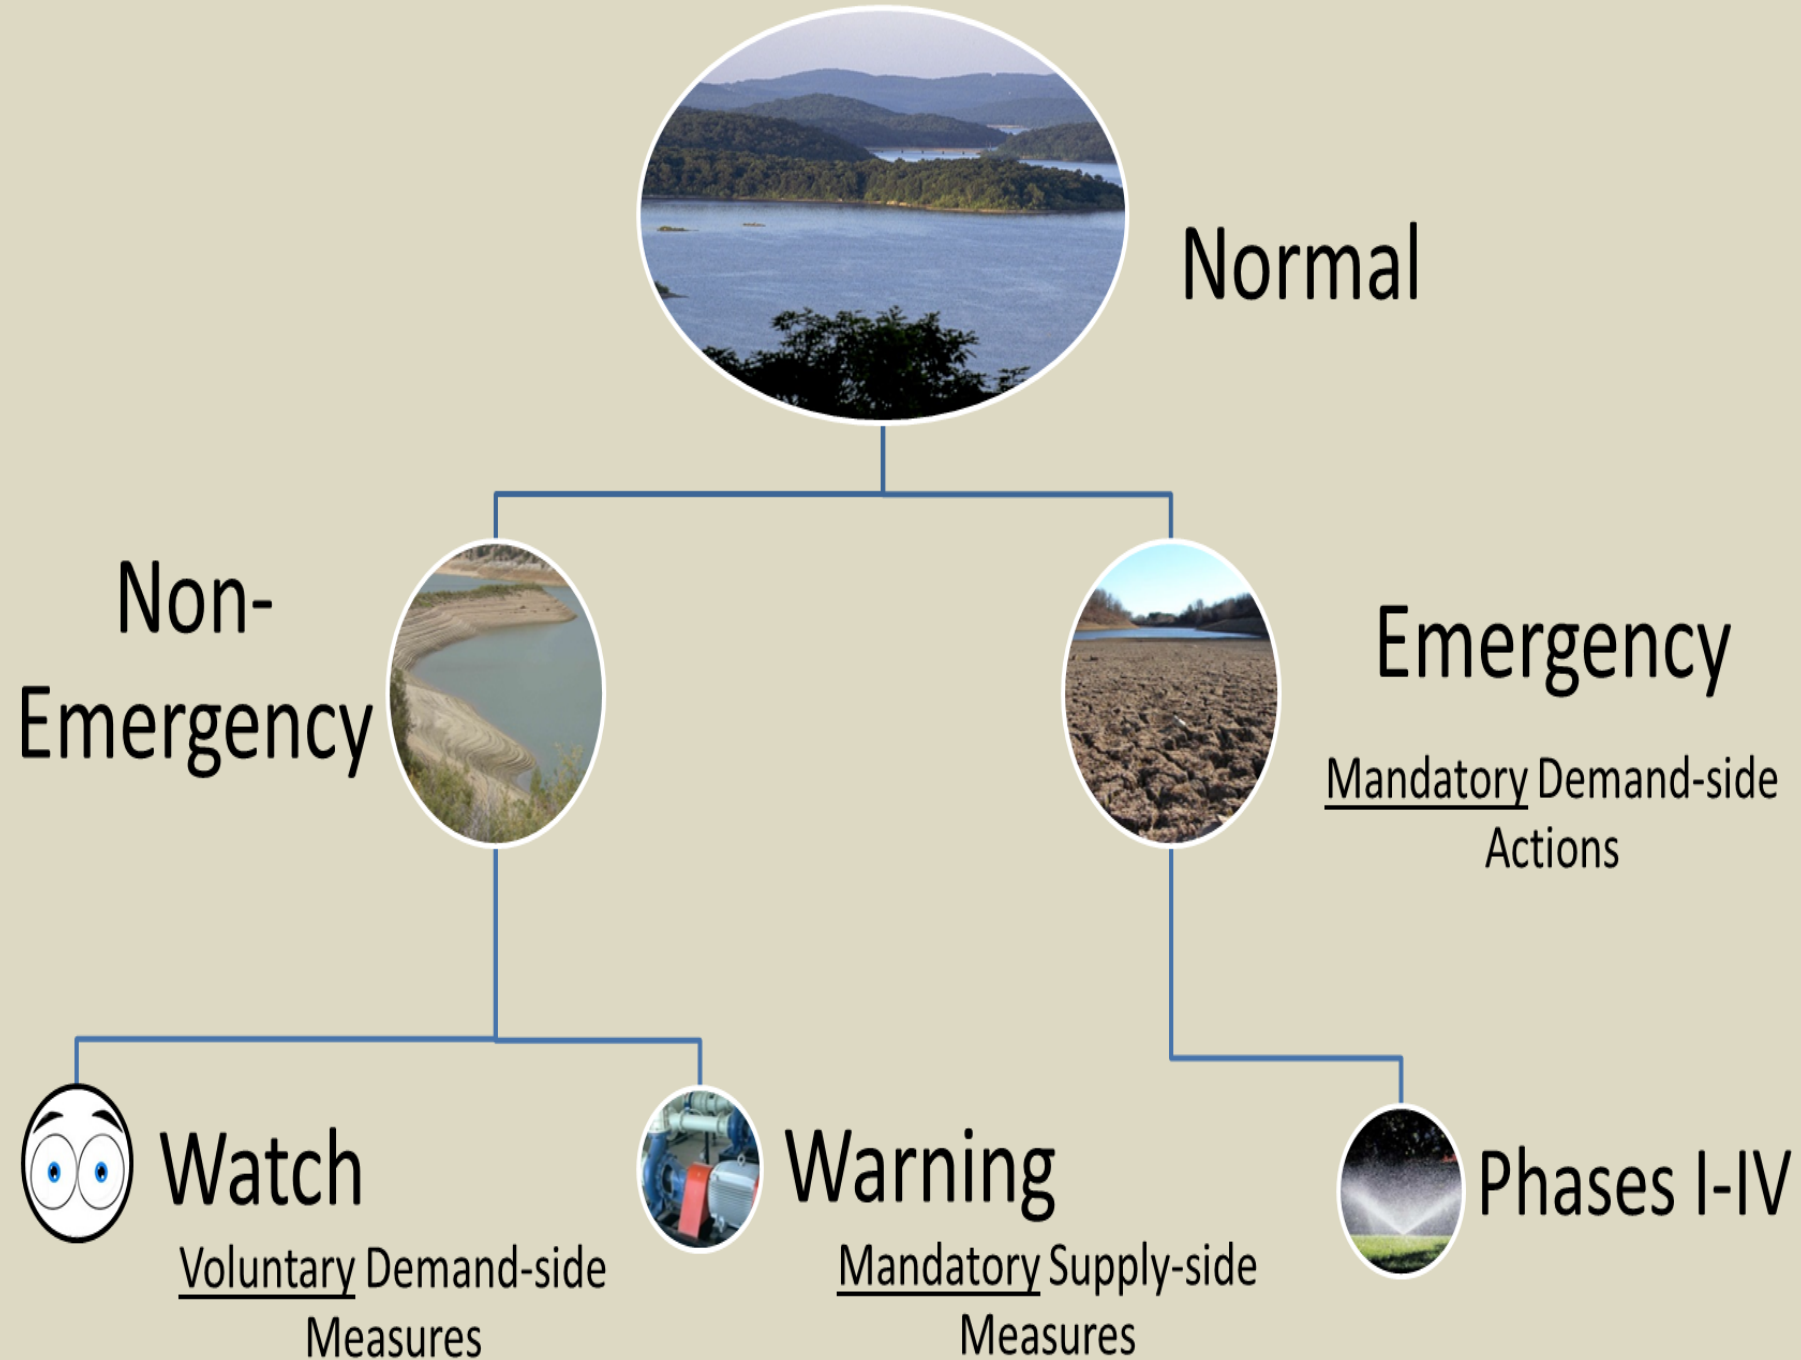 Normal
Non-
Emergency
Emergency
Mandatory Demand-side
Actions
Watch
Voluntary Demand-side
Measures
Warning
Mandatory Supply-side
Measures
Phases I-IV